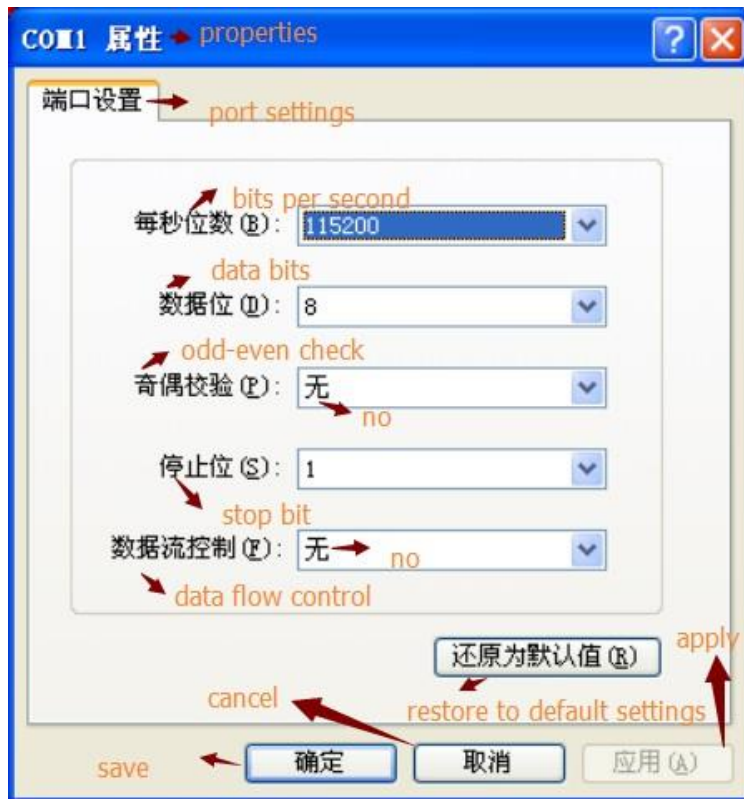 COM1 属性 properties
端口设置 port settings
bits per second
每秒位数(B): 115200
data bits
数据位(D): 8
odd-even check
奇偶校验(P): 无
no
停止位(S): 1
stop bit
数据流控制(F): 无 no
data flow control
还原为默认值(R) apply
cancel restore to default settings
save 确定 取消 应用(A)